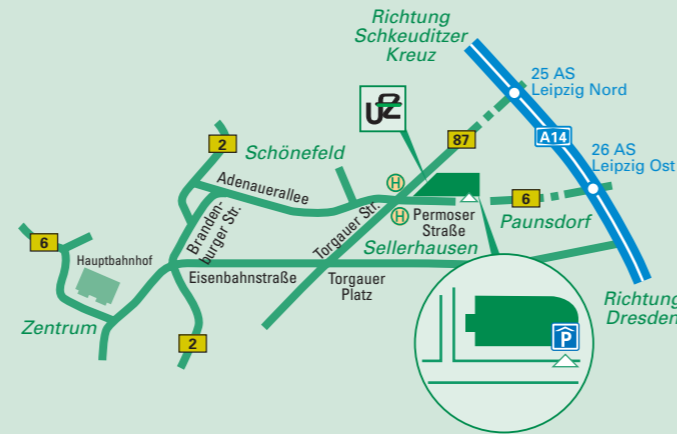 Richtung
Schkeuditzer
Kreuz
25 AS
Leipzig Nord
UFZ
A14
2
87
26 AS
Leipzig Ost
Schönefeld
H
Adenauerallee
6
H
Permoser
Straße
Paunsdorf
Branden-
burger Str.
Torgauer Str.
Sellerhausen
6
Hauptbahnhof
Eisenbahnstraße
Torgauer
Platz
Richtung
Dresden
Zentrum
2
P